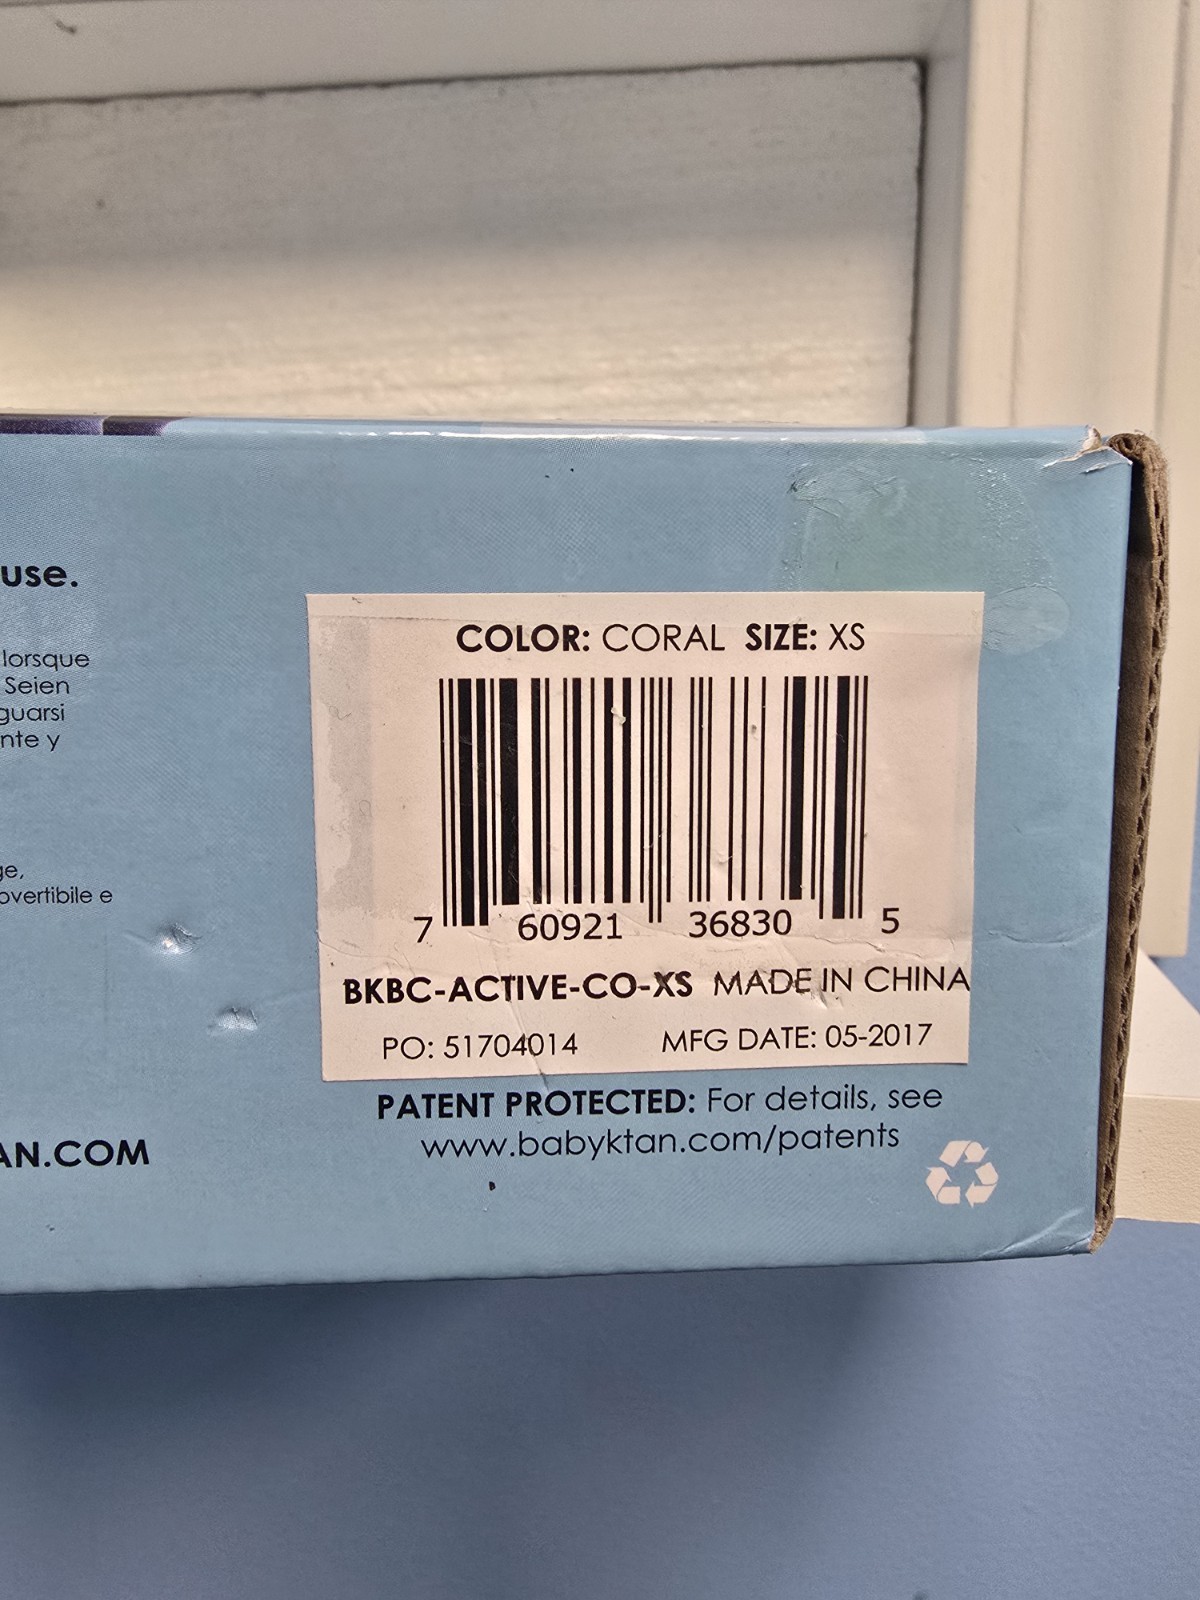 use.
lorsque
Seien
guarsi
nte y
ge,
overtibile e
AN.COM
COLOR: CORAL SIZE: XS
7 60921 36830 5
BKBC-ACTIVE-CO-XS MADE IN CHINA
PO: 51704014 MFG DATE: 05-2017
PATENT PROTECTED: For details, see
www.babyktan.com/patents